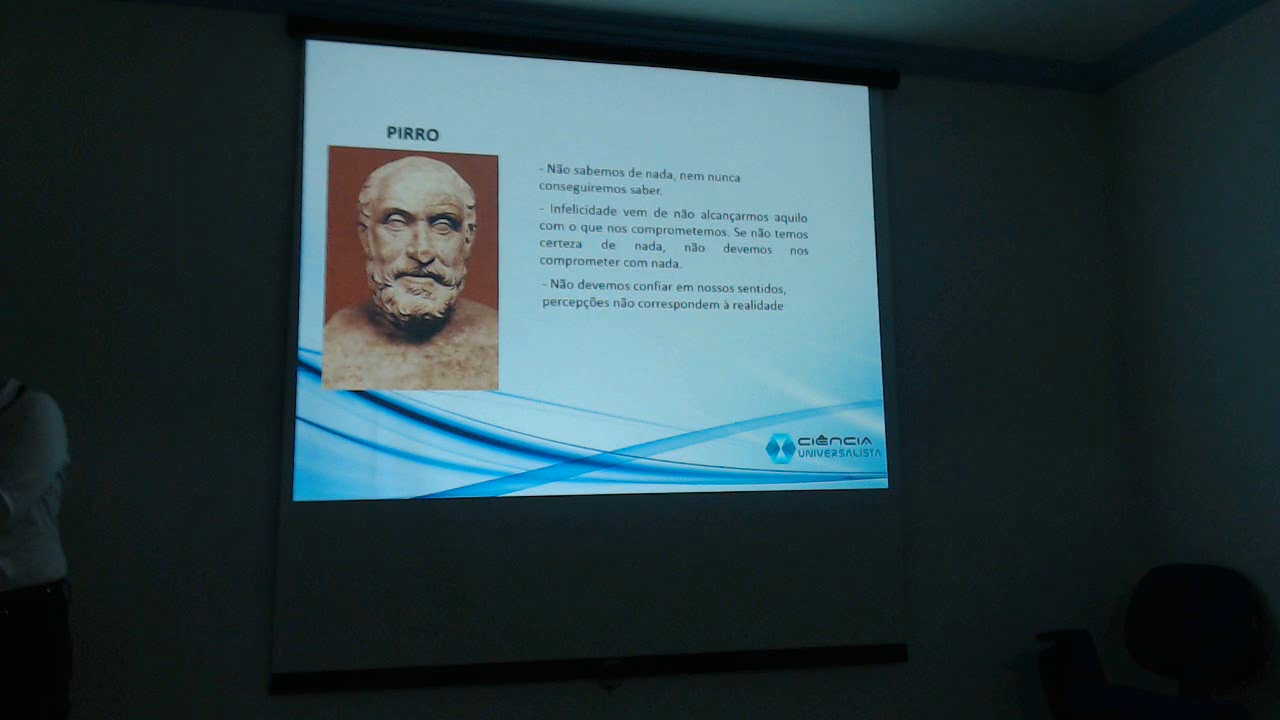 PIRRO
- Não sabemos de nada, nem nunca
conseguiremos saber.
- Infelicidade vem de não alcançarmos aquilo
com o que nos comprometemos. Se não temos
certeza de nada, não devemos nos
comprometer com nada.
- Não devemos confiar em nossos sentidos,
percepções não correspondem à realidade
CIÊNCIA
UNIVERSALISTA